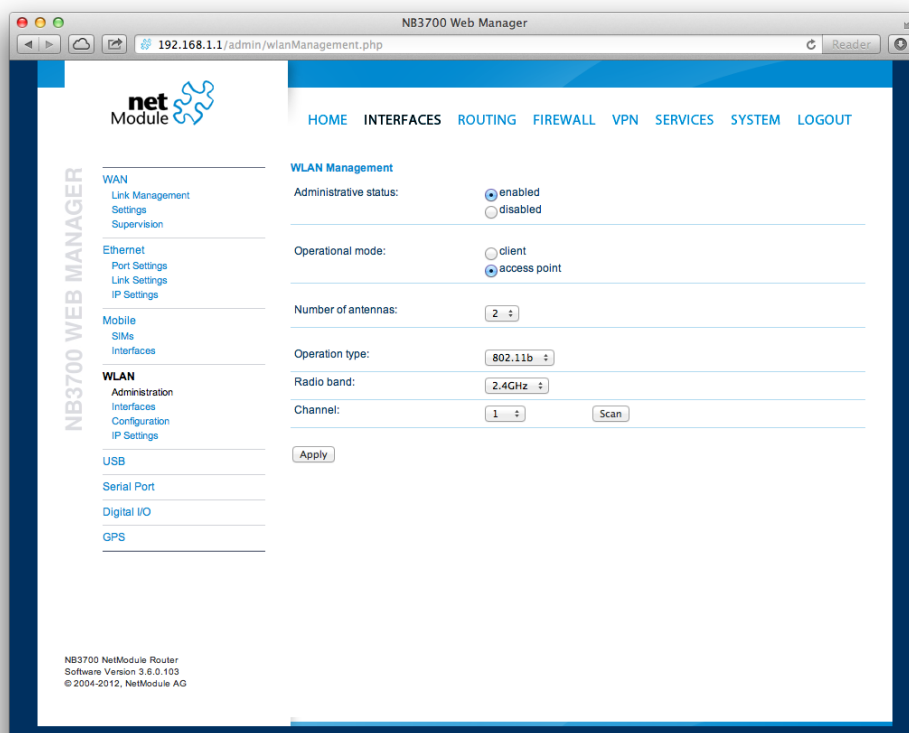 NB3700 Web Manager
192.168.1.1/admin/wlanManagement.php
Reader
net
Module
HOME INTERFACES ROUTING FIREWALL VPN SERVICES SYSTEM LOGOUT
NB3700 WEB MANAGER
WAN
Link Management
Settings
Supervision
Ethernet
Port Settings
Link Settings
IP Settings
Mobile
SIMs
Interfaces
WLAN
Administration
Interfaces
Configuration
IP Settings
USB
Serial Port
Digital I/O
GPS
WLAN Management
Administrative status: enabled
disabled
Operational mode: client
access point
Number of antennas: 2
Operation type: 802.11b
Radio band: 2.4GHz
Channel: 1 Scan
Apply
NB3700 NetModule Router
Software Version 3.6.0.103
© 2004-2012, NetModule AG